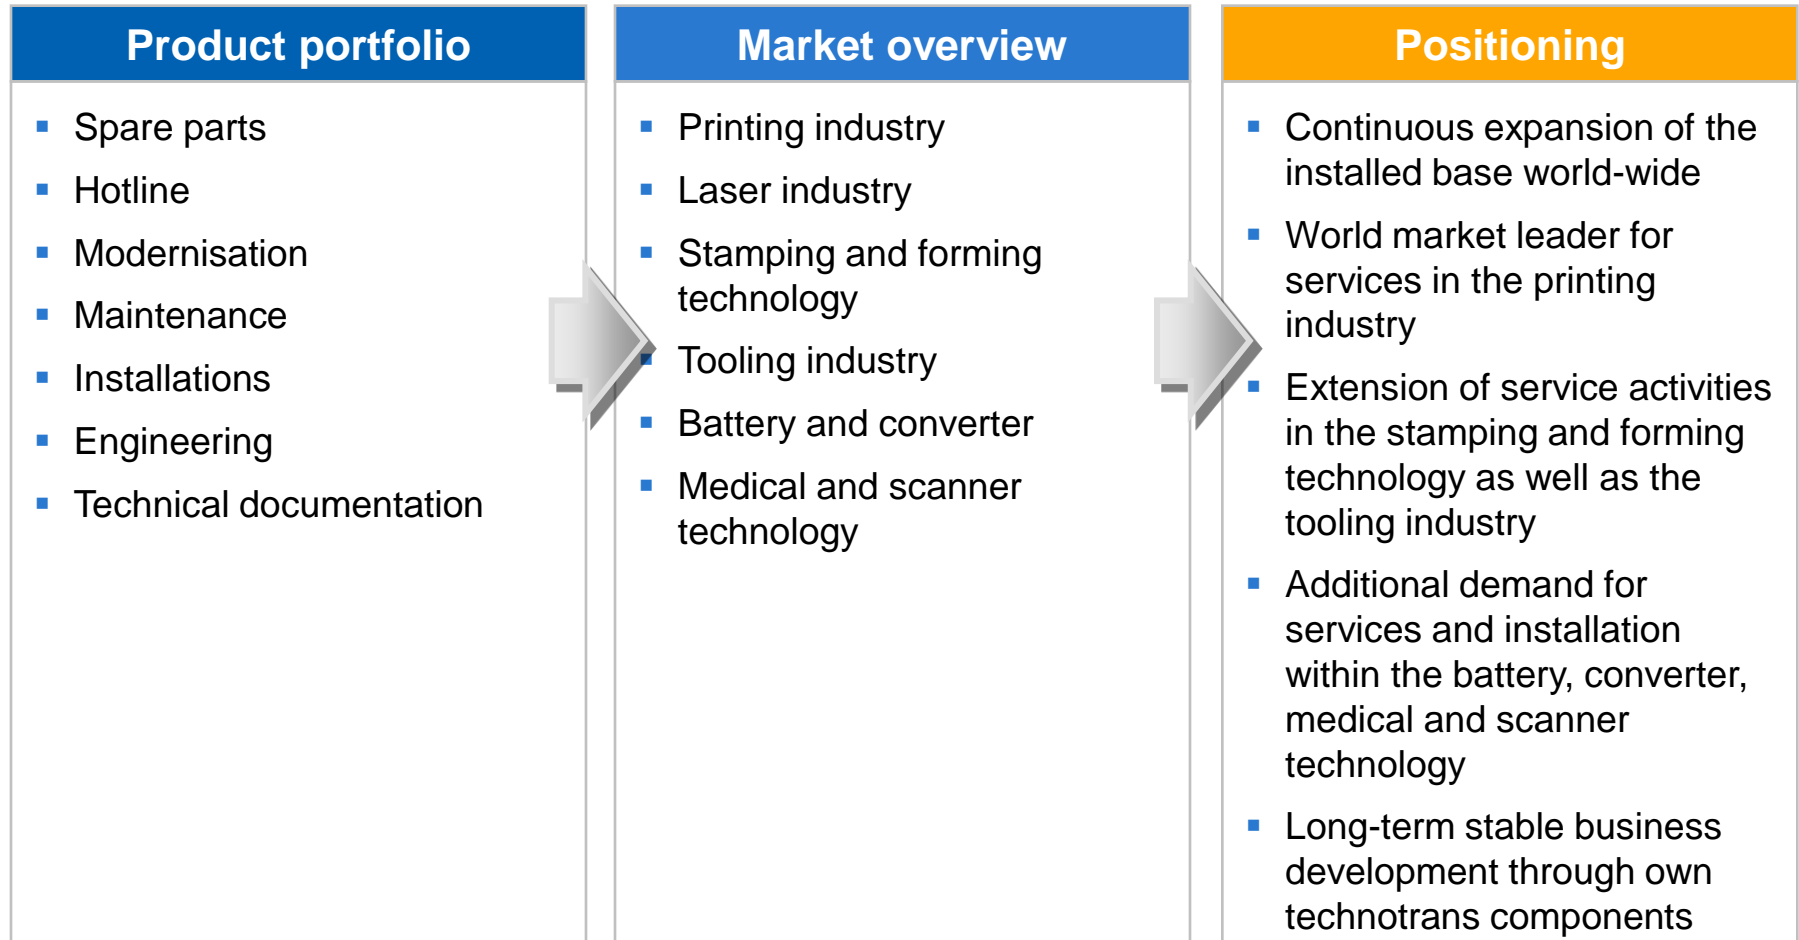 Product portfolio
Spare parts
Hotline
Modernisation
Maintenance
Installations
Engineering
Technical documentation
Market overview
Printing industry
Laser industry
Stamping and forming
technology
Tooling industry
Battery and converter
Medical and scanner
technology
Positioning
Continuous expansion of the
installed base world-wide
World market leader for
services in the printing
industry
Extension of service activities
in the stamping and forming
technology as well as the
tooling industry
Additional demand for
services and installation
within the battery, converter,
medical and scanner
technology
Long-term stable business
development through own
technotrans components